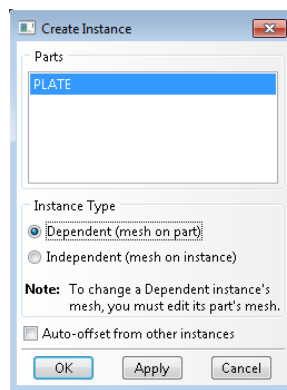 Create Instance
Parts
PLATE
Instance Type
Dependent (mesh on part)
Independent (mesh on instance)
Note: To change a Dependent instance's
mesh, you must edit its part's mesh.
Auto-offset from other instances
OK Apply Cancel